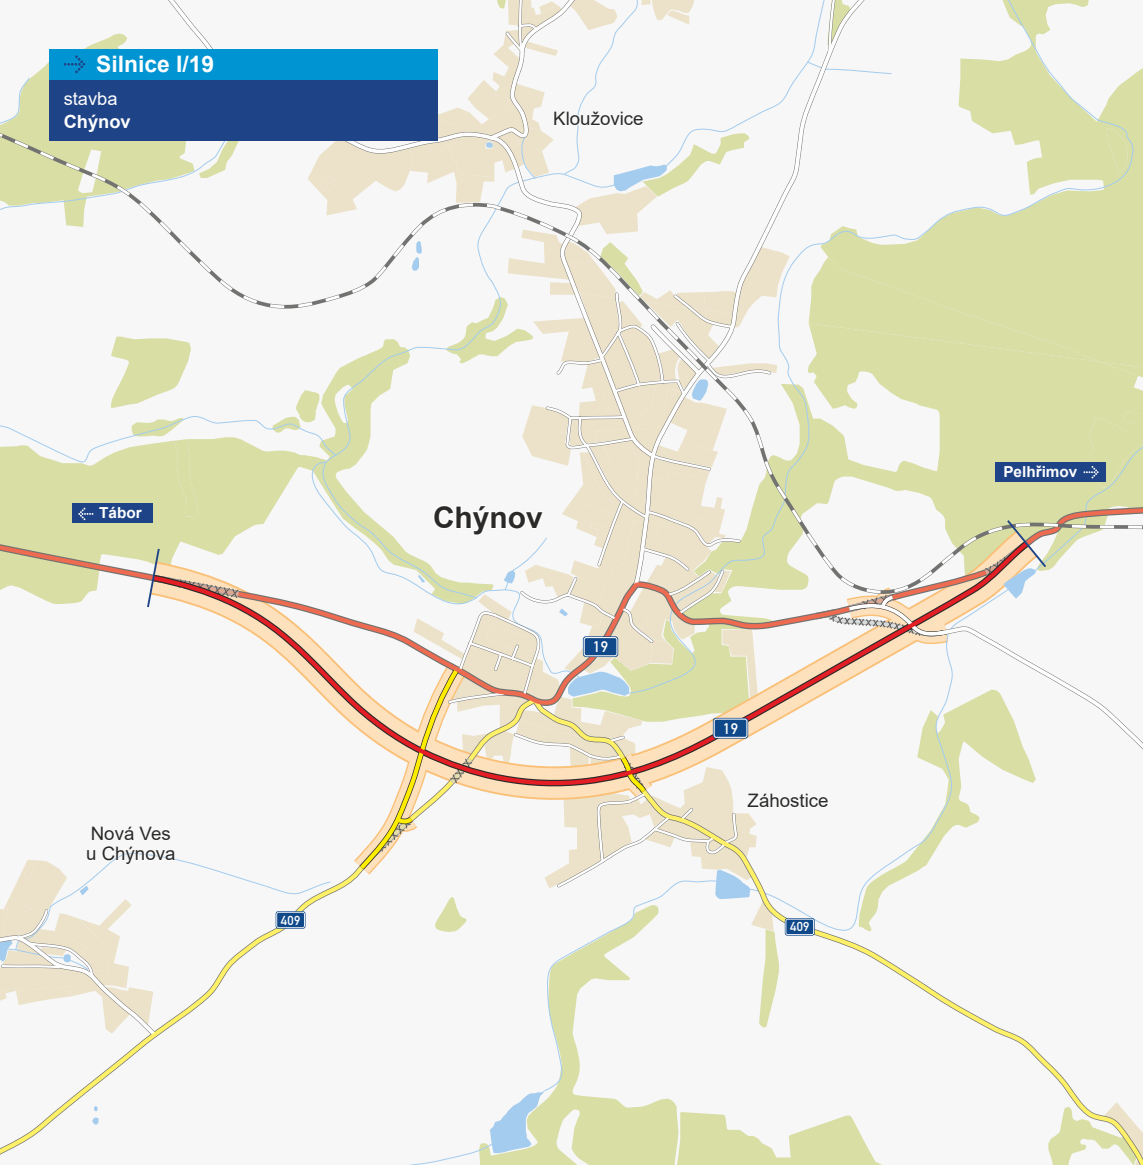 Silnice I/19
stavba
Chýnov
Kloužovice
Pelhřimov
Tábor
Chýnov
19
19
Záhostice
Nová Ves
u Chýnova
409
409